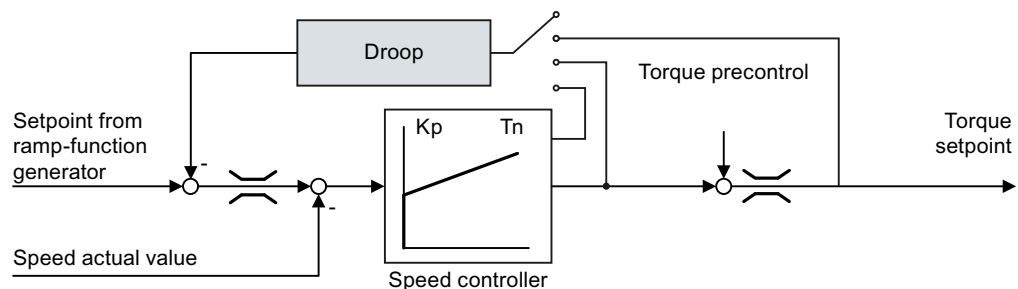 Droop
Torque precontrol
Setpoint from
ramp-function
generator
Kp
Tn
Torque
setpoint
-
-
Speed actual value
Speed controller